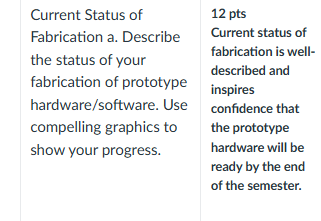 Current Status of
Fabrication a. Describe
the status of your
fabrication of prototype
hardware/software. Use
compelling graphics to
show your progress.
12 pts
Current status of
fabrication is well-
described and
inspires
confidence that
the prototype
hardware will be
ready by the end
of the semester.